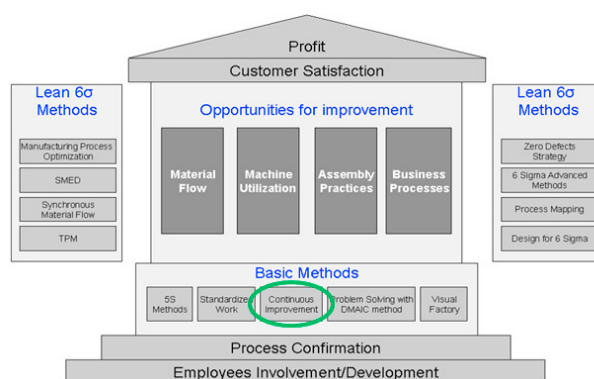 Profit
Customer Satisfaction
Lean 6σ
Methods
Manufacturing Process
Optimization
SMED
Synchronous
Material Flow
TPM
Opportunities for improvement
Material
Flow
Machine
Utilization
Assembly
Practices
Business
Processes
Lean 6σ
Methods
Zero Defects
Strategy
6 Sigma Advanced
Methods
Process Mapping
Design for 6 Sigma
Basic Methods
5S
Methods
Standardized
Work
Continuous
Improvement
Problem Solving with
DMAIC method
Visual
Factory
Process Confirmation
Employees Involvement/Development